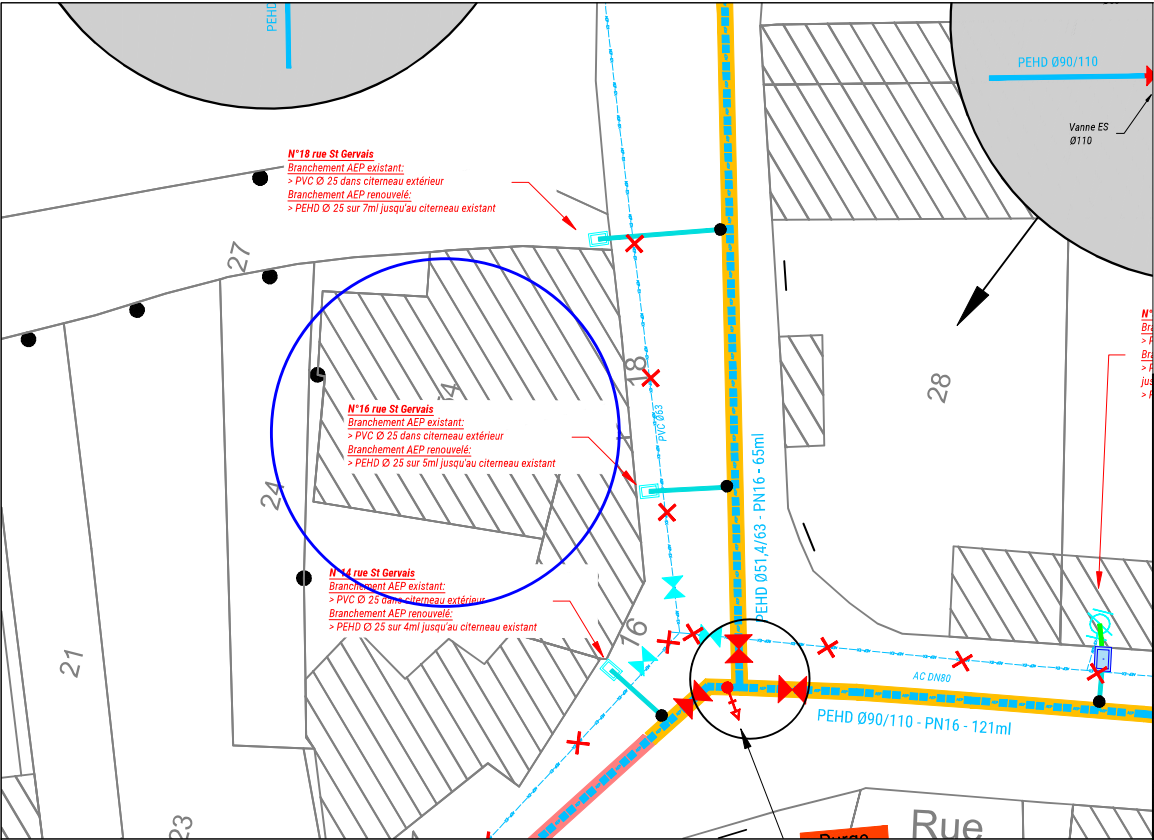 PEHD
PEHD Ø90/110
Vanne ES
Ø110
N°18 rue St Gervais
Branchement AEP existant:
> PVC Ø 25 dans citerneau extérieur
Branchement AEP renouvelé:
> PEHD Ø 25 sur 7ml jusqu'au citerneau existant
27
18
28
PVC Ø63
N°16 rue St Gervais
Branchement AEP existant:
> PVC Ø 25 dans citerneau extérieur
Branchement AEP renouvelé:
> PEHD Ø 25 sur 5ml jusqu'au citerneau existant
24
PEHD Ø51,4/63 - PN16 - 65ml
N°14 rue St Gervais
Branchement AEP existant:
> PVC Ø 25 dans citerneau extérieur
Branchement AEP renouvelé:
> PEHD Ø 25 sur 4ml jusqu'au citerneau existant
16
21
AC DN80
PEHD Ø90/110 - PN16 - 121ml
23
Purge
Rue